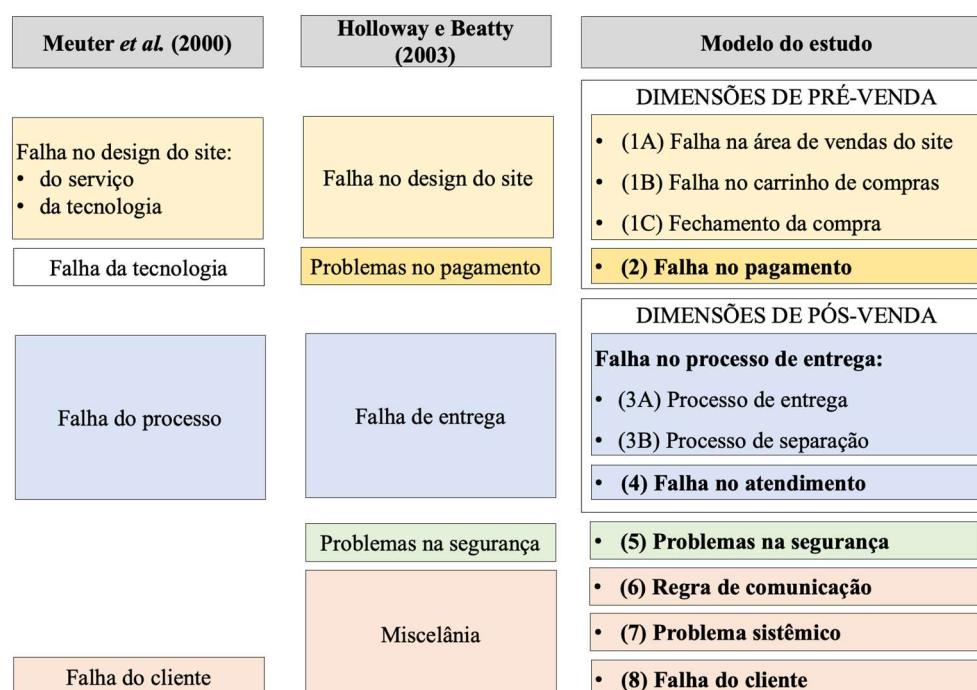 Meuter et al. (2000)
Holloway e Beatty
(2003)
Modelo do estudo
Falha no design do site:
• do serviço
• da tecnologia
Falha no design do site
DIMENSÕES DE PRÉ-VENDA
• (1A) Falha na área de vendas do site
• (1B) Falha no carrinho de compras
• (1C) Fechamento da compra
Falha da tecnologia
Problemas no pagamento
• (2) Falha no pagamento
DIMENSÕES DE PÓS-VENDA
Falha do processo
Falha de entrega
Falha no processo de entrega:
• (3A) Processo de entrega
• (3B) Processo de separação
• (4) Falha no atendimento
Problemas na segurança
• (5) Problemas na segurança
Miscelânia
• (6) Regra de comunicação
• (7) Problema sistêmico
Falha do cliente
• (8) Falha do cliente